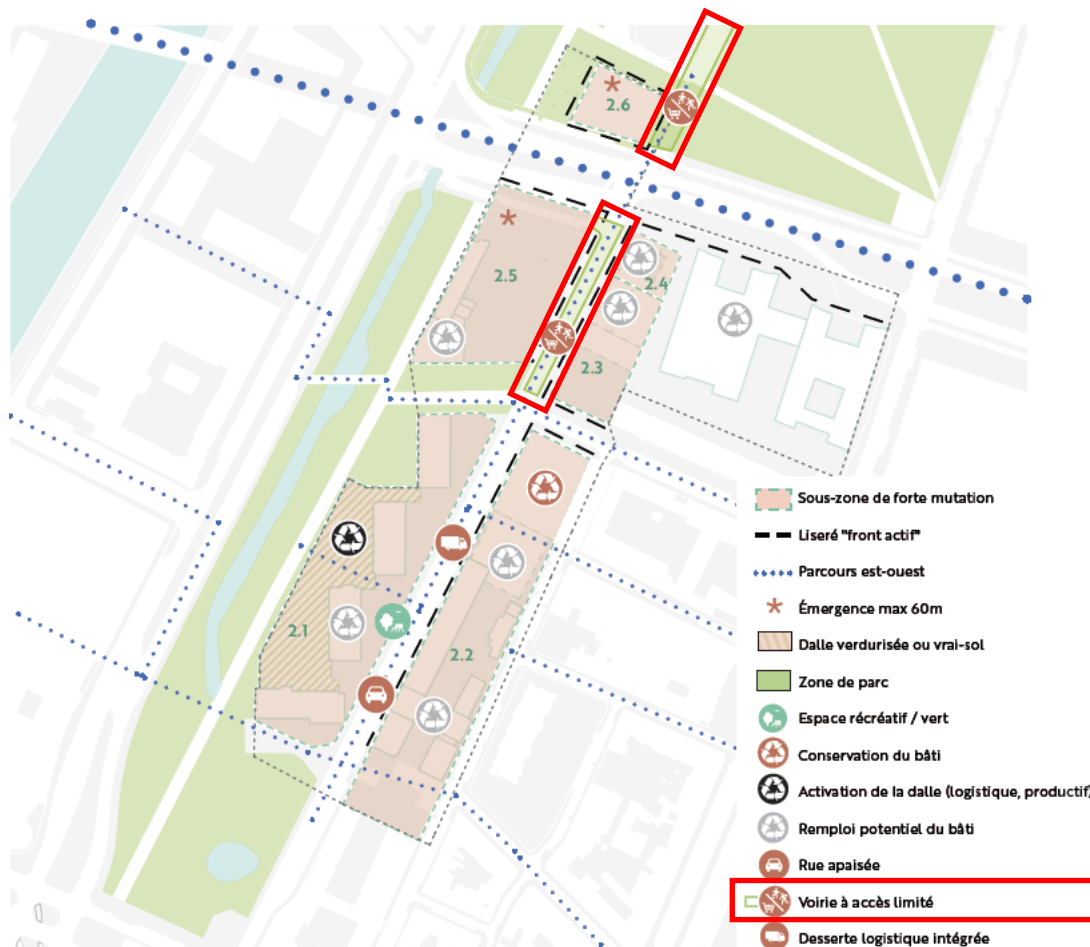 2.6
2.5
2.4
2.3
2.1
2.2
Sous-zone de forte mutation
Liseré "front actif"
Parcours est-ouest
Émergence max 60m
Dalle verdurisée ou vrai-sol
Zone de parc
Espace récréatif / vert
Conservation du bâti
Activation de la dalle (logistique, productif)
Remploi potentiel du bâti
Rue apaisée
Voirie à accès limité
Desserte logistique intégrée